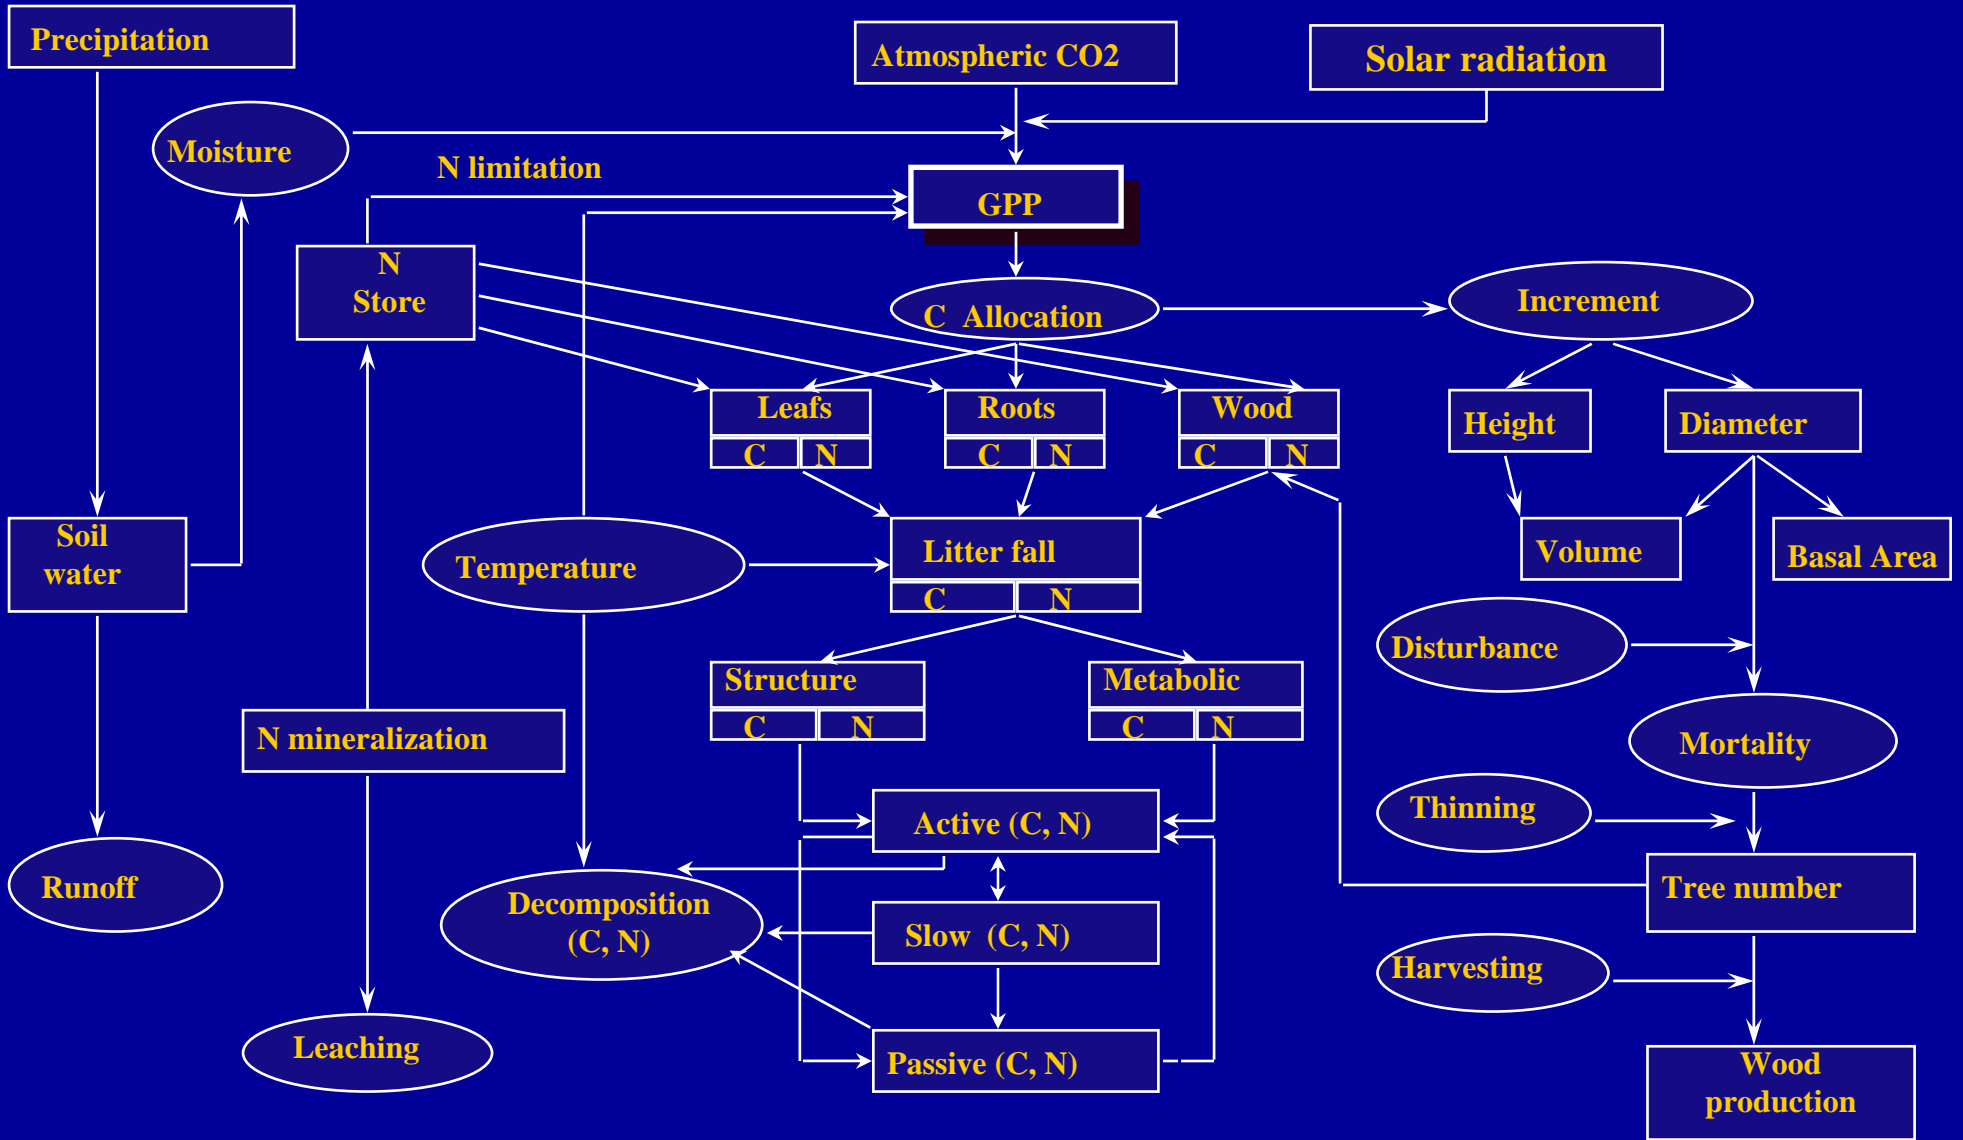 Precipitation
Atmospheric CO2
Solar radiation
Moisture
N limitation
GPP
N
Store
C Allocation
Increment
Leafs
C N
Roots
C N
Wood
C N
Height
Diameter
Soil
water
Temperature
Litter fall
C N
Volume
Basal Area
Disturbance
Structure
C N
Metabolic
C N
N mineralization
Mortality
Thinning
Active (C, N)
Runoff
Decomposition
(C, N)
Slow (C, N)
Tree number
Harvesting
Leaching
Passive (C, N)
Wood
production